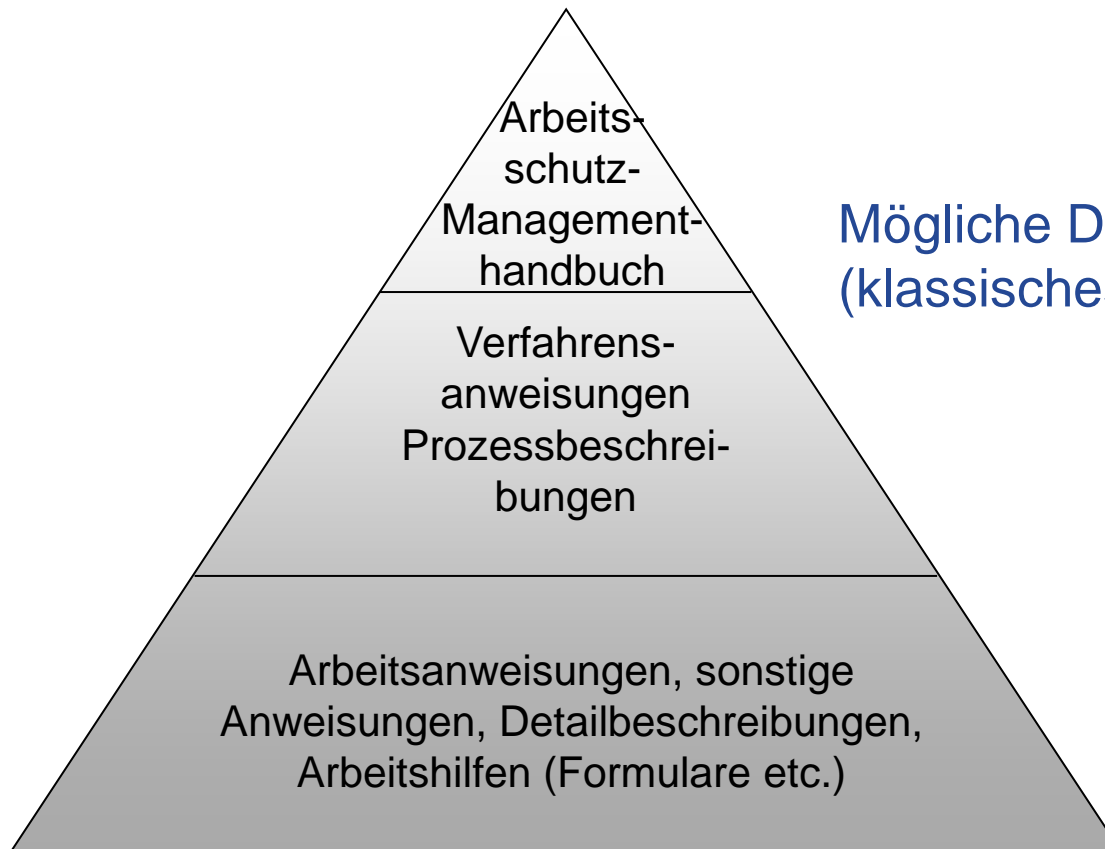 Arbeits-
schutz-
Management-
handbuch
Mögliche D
(klassische
Verfahrens-
anweisungen
Prozessbeschrei-
bungen
Arbeitsanweisungen, sonstige
Anweisungen, Detailbeschreibungen,
Arbeitshilfen (Formulare etc.)